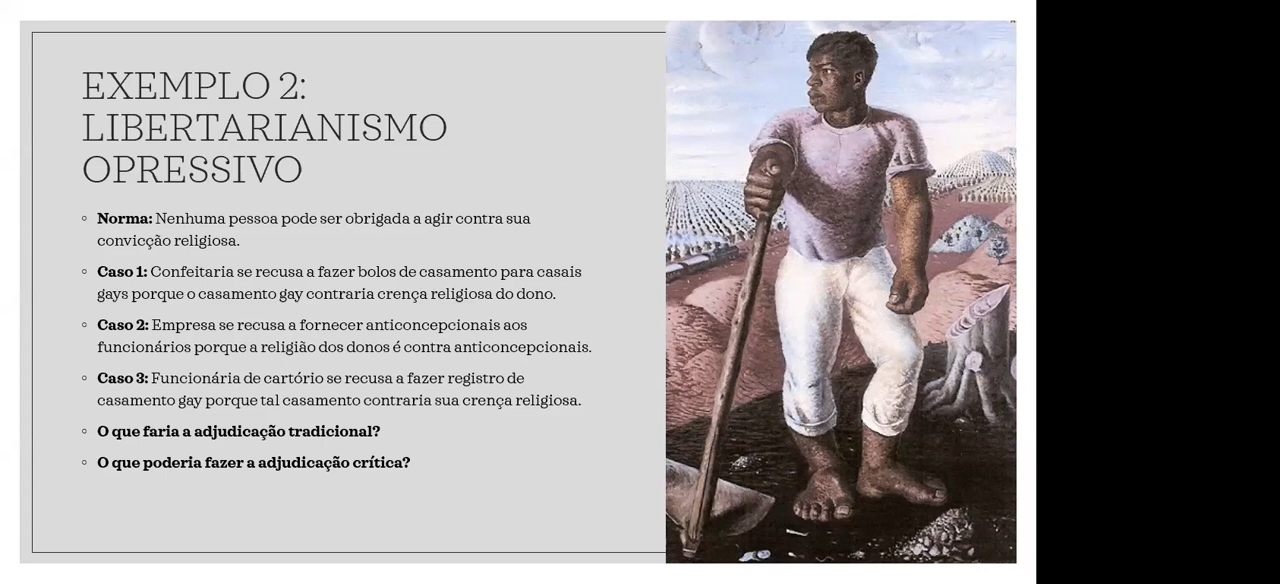 EXEMPLO 2:
LIBERTARIANISMO
OPRESSIVO
◦ Norma: Nenhuma pessoa pode ser obrigada a agir contra sua
convicção religiosa.
◦ Caso 1: Confeitaria se recusa a fazer bolos de casamento para casais
gays porque o casamento gay contraria crença religiosa do dono.
◦ Caso 2: Empresa se recusa a fornecer anticoncepcionais aos
funcionários porque a religião dos donos é contra anticoncepcionais.
◦ Caso 3: Funcionária de cartório se recusa a fazer registro de
casamento gay porque tal casamento contraria sua crença religiosa.
◦ O que faria a adjudicação tradicional?
◦ O que poderia fazer a adjudicação crítica?